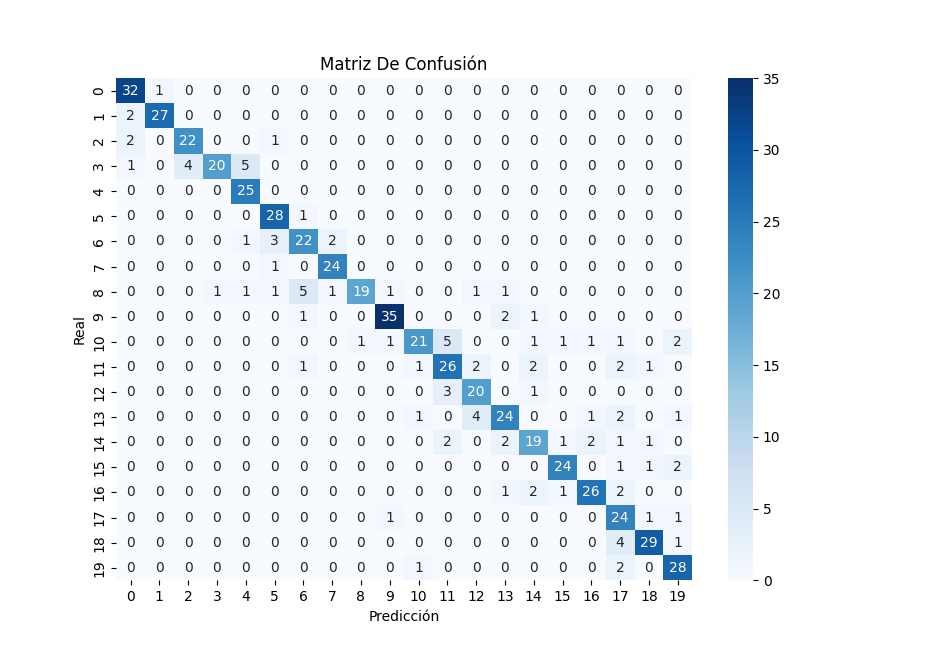 Matriz De Confusión
0 32 1 0 0 0 0 0 0 0 0 0 0 0 0 0 0 0 0 0 0 35
1 2 27 0 0 0 0 0 0 0 0 0 0 0 0 0 0 0 0 0 0
2 2 0 22 0 0 1 0 0 0 0 0 0 0 0 0 0 0 0 0 0 30
3 1 0 4 20 5 0 0 0 0 0 0 0 0 0 0 0 0 0 0 0
4 0 0 0 0 25 0 0 0 0 0 0 0 0 0 0 0 0 0 0 0
5 0 0 0 0 0 28 1 0 0 0 0 0 0 0 0 0 0 0 0 0 25
6 0 0 0 0 1 3 22 2 0 0 0 0 0 0 0 0 0 0 0 0
7 0 0 0 0 0 1 0 24 0 0 0 0 0 0 0 0 0 0 0 0 20
8 0 0 0 1 1 1 5 1 19 1 0 0 1 1 0 0 0 0 0 0
Real
9 0 0 0 0 0 0 1 0 0 35 0 0 0 2 1 0 0 0 0 0 15
10 0 0 0 0 0 0 0 0 1 1 21 5 0 0 1 1 1 1 0 2
11 0 0 0 0 0 0 1 0 0 0 1 26 2 0 2 0 0 2 1 0
12 0 0 0 0 0 0 0 0 0 0 0 3 20 0 1 0 0 0 0 0 10
13 0 0 0 0 0 0 0 0 0 0 1 0 4 24 0 0 1 2 0 1
14 0 0 0 0 0 0 0 0 0 0 0 2 0 2 19 1 2 1 1 0
15 0 0 0 0 0 0 0 0 0 0 0 0 0 0 0 24 0 1 1 2 5
16 0 0 0 0 0 0 0 0 0 0 0 0 0 1 2 1 26 2 0 0
17 0 0 0 0 0 0 0 0 0 1 0 0 0 0 0 0 0 24 1 1
18 0 0 0 0 0 0 0 0 0 0 0 0 0 0 0 0 0 4 29 1
19 0 0 0 0 0 0 0 0 0 0 1 0 0 0 0 0 0 2 0 28 0
0 1 2 3 4 5 6 7 8 9 10 11 12 13 14 15 16 17 18 19
Predicción